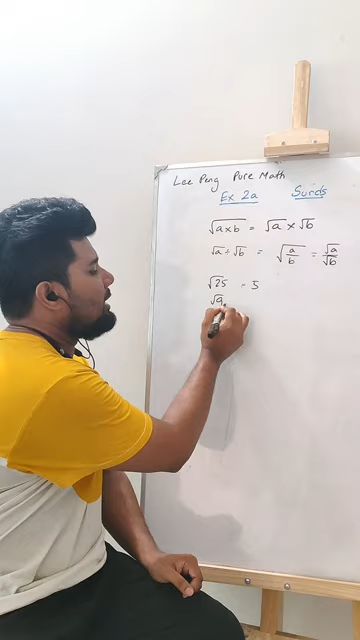 Lee Peng Pure Math
Ex 2a Surds
√a×b = √a × √b
√a ÷ √b = √a/b = √a/√b
√25 = 5
√9